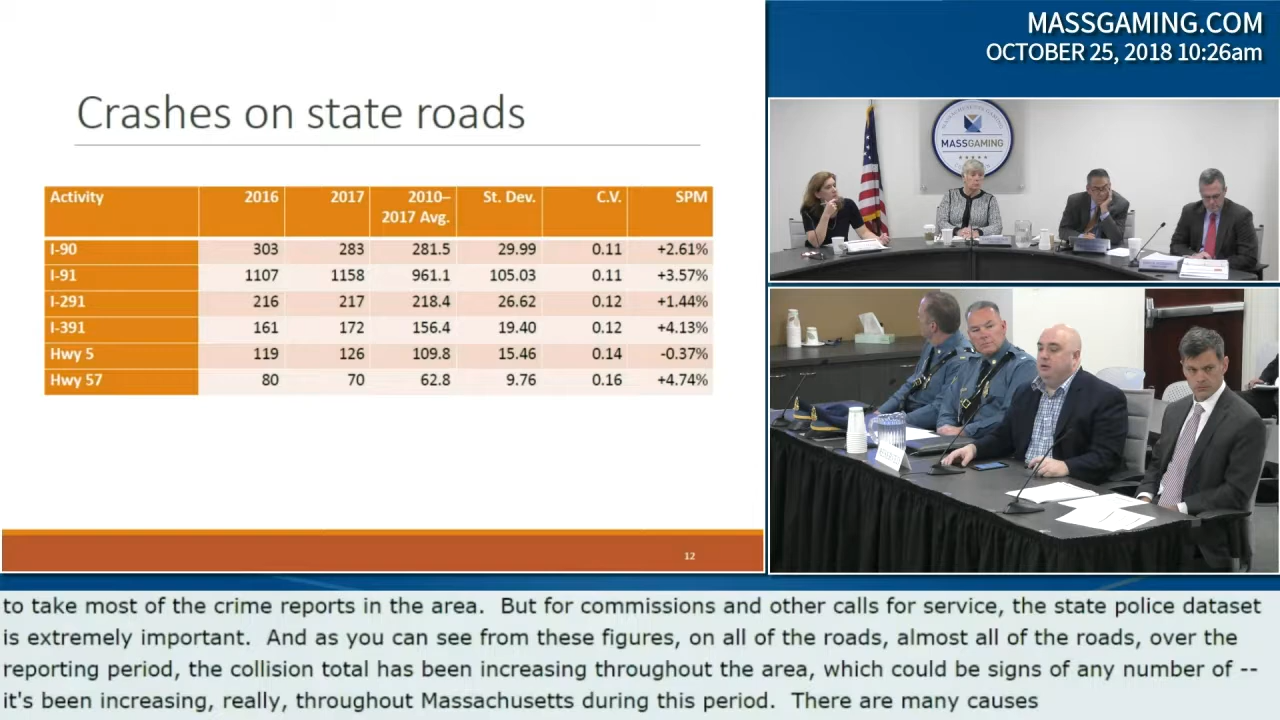 MASSGAMING.COM
OCTOBER 25, 2018 10:26am
Crashes on state roads
Activity 2016 2017 2010–2017 Avg. St. Dev. C.V. SPM
I-90 303 283 281.5 29.99 0.11 +2.61%
I-91 1107 1158 961.1 105.03 0.11 +3.57%
I-291 216 217 218.4 26.62 0.12 +1.44%
I-391 161 172 156.4 19.40 0.12 +4.13%
Hwy 5 119 126 109.8 15.46 0.14 -0.37%
Hwy 57 80 70 62.8 9.76 0.16 +4.74%
12
MASSGAMING
to take most of the crime reports in the area. But for commissions and other calls for service, the state police dataset
is extremely important. And as you can see from these figures, on all of the roads, almost all of the roads, over the
reporting period, the collision total has been increasing throughout the area, which could be signs of any number of --
it's been increasing, really, throughout Massachusetts during this period. There are many causes